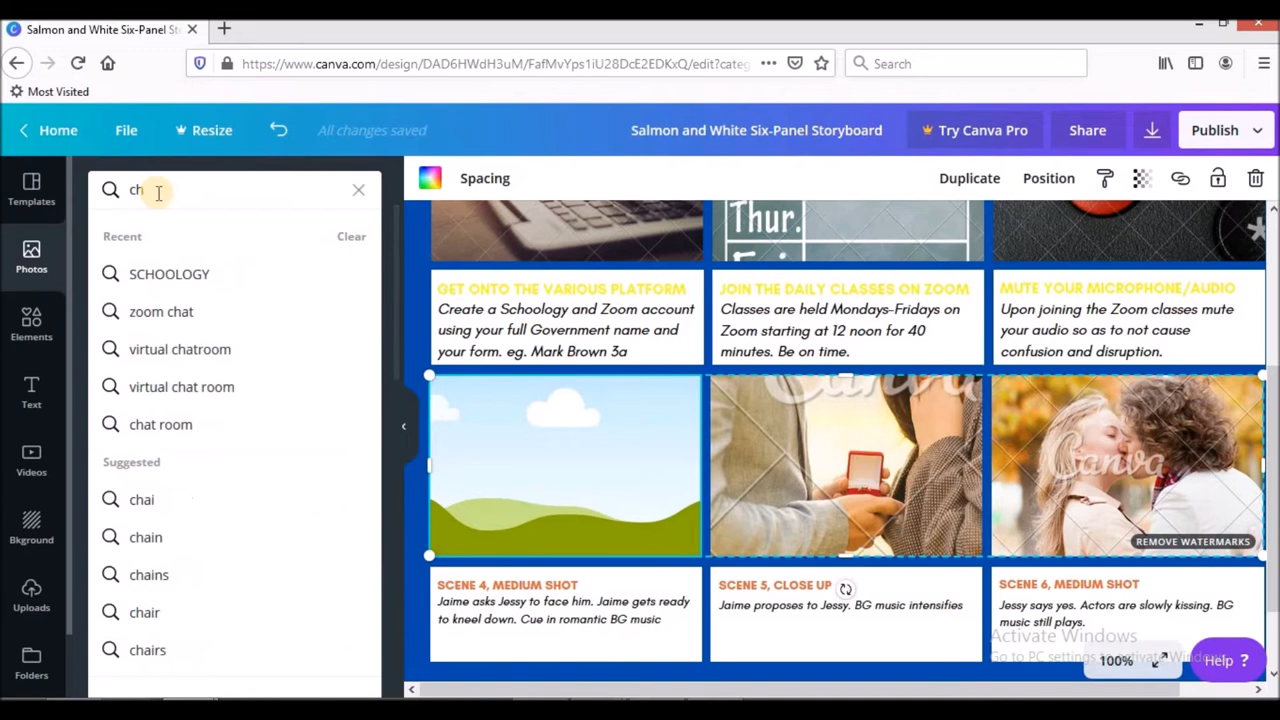 Salmon and White Six-Panel St
https://www.canva.com/design/DAD6HWdH3uM/FafMvYps1iU28DcE2EDKxQ/edit?categ
Search
Most Visited
Home
File
Resize
All changes saved
Salmon and White Six-Panel Storyboard
Try Canva Pro
Share
Publish
Templates
Photos
Elements
Text
Videos
Bkground
Uploads
Folders
ch
Recent
Clear
SCHOOLOGY
zoom chat
virtual chatroom
virtual chat room
chat room
Suggested
chai
chain
chains
chair
chairs
Spacing
Duplicate
Position
Thur.
GET ONTO THE VARIOUS PLATFORM
Create a Schoology and Zoom account
using your full Government name and
your form. eg. Mark Brown 3a
JOIN THE DAILY CLASSES ON ZOOM
Classes are held Mondays-Fridays on
Zoom starting at 12 noon for 40
minutes. Be on time.
MUTE YOUR MICROPHONE/AUDIO
Upon joining the Zoom classes mute
your audio so as to not cause
confusion and disruption.
Canva
Canva
REMOVE WATERMARKS
SCENE 4, MEDIUM SHOT
Jaime asks Jessy to face him. Jaime gets ready
to kneel down. Cue in romantic BG music
SCENE 5, CLOSE UP
Jaime proposes to Jessy. BG music intensifies
SCENE 6, MEDIUM SHOT
Jessy says yes. Actors are slowly kissing. BG
music still plays.
Activate Windows
Go to PC settings to activate Windows
100%
Help ?